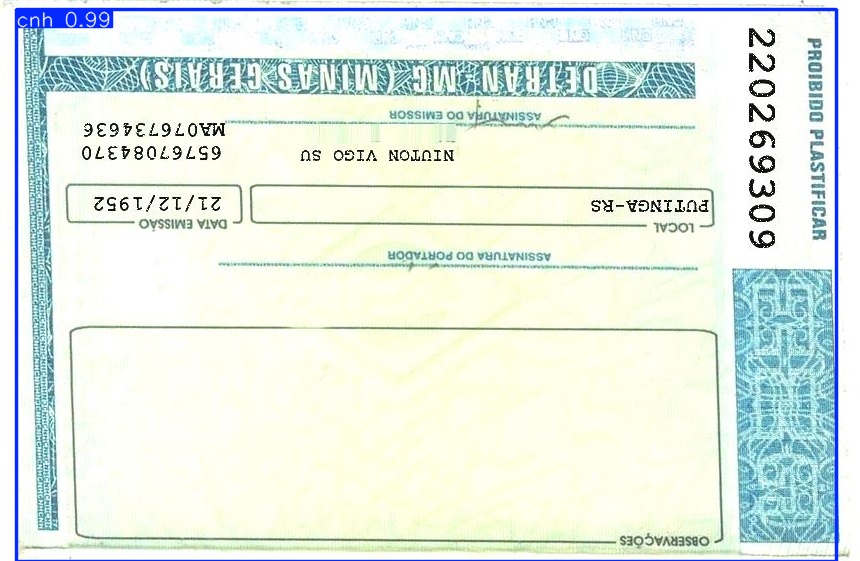 cnh 0.99
OBSERVAÇÕES
ASSINATURA DO PORTADOR
LOCAL
DATA EMISSÃO
PUTINGA-RS
21/12/1952
NIUTON VIGO SU
65767084370
MA076734636
ASSINATURA DO EMISSOR
DETRAN-MG (MINAS GERAIS)
220269309
PROIBIDO PLASTIFICAR